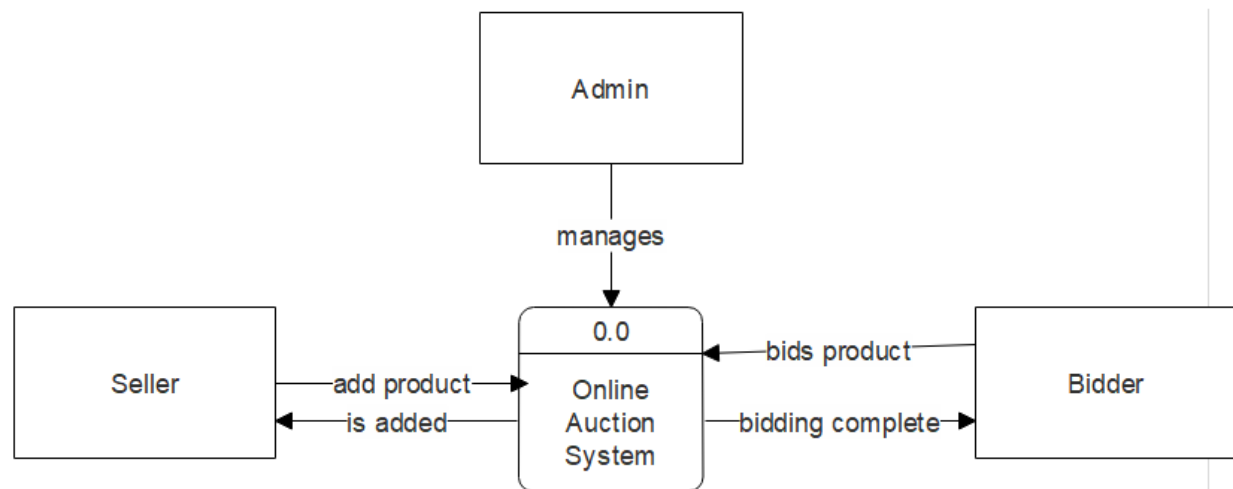 Admin
manages
0.0
Seller
add product
is added
Online
Auction
System
bids product
bidding complete
Bidder